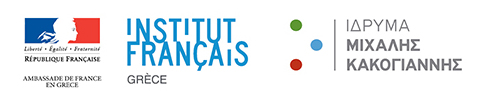 Liberté • Égalité • Fraternité
RÉPUBLIQUE FRANÇAISE
AMBASSADE DE FRANCE
EN GRÈCE
INSTITUT
FRANÇAIS
GRÈCE
ΙΔΡΥΜΑ
ΜΙΧΑΛΗΣ
ΚΑΚΟΓΙΑΝΝΗΣ